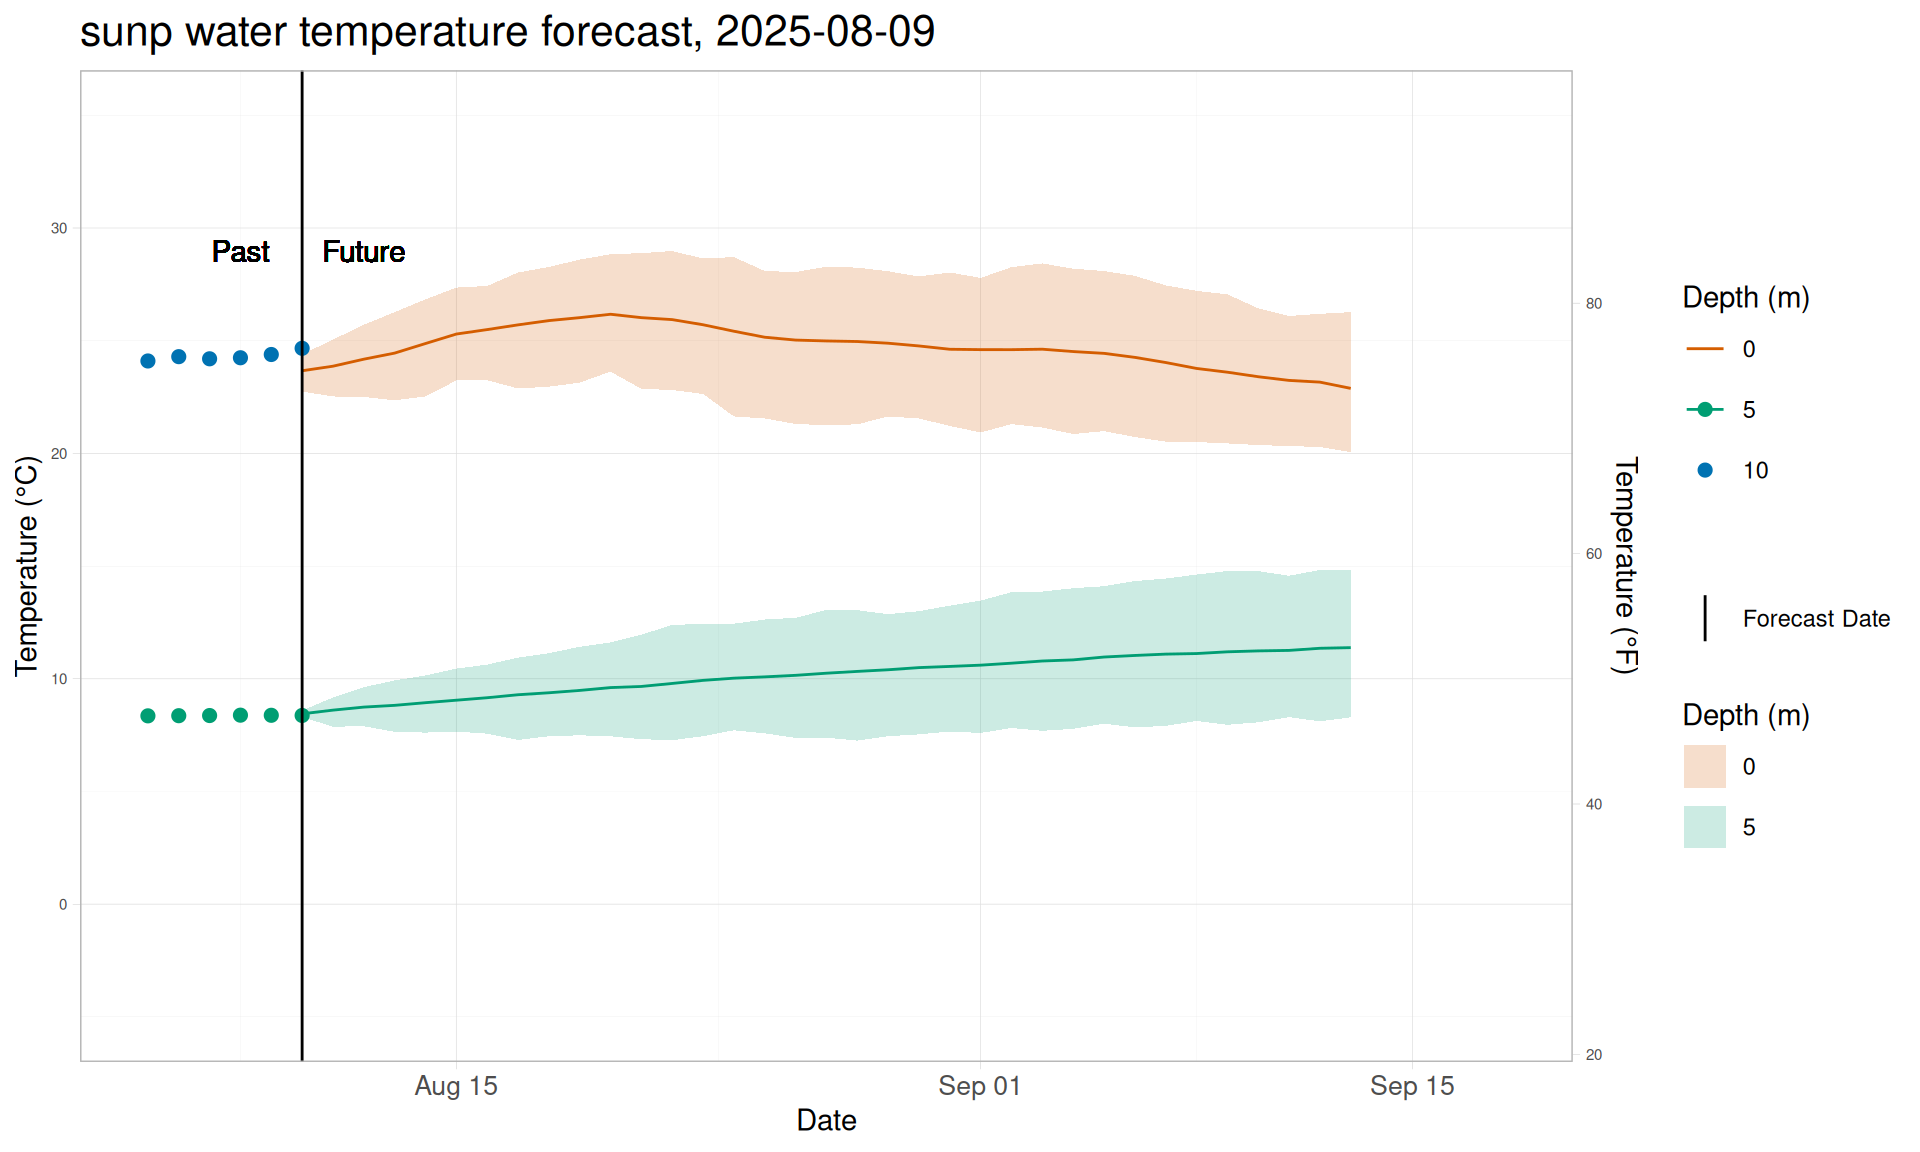 sunp water temperature forecast, 2025-08-09
Past
Future
30
20
10
0
Temperature (°C)
80
60
40
20
Temperature (°F)
Aug 15
Sep 01
Sep 15
Date
Depth (m)
0
5
10
Forecast Date
Depth (m)
0
5